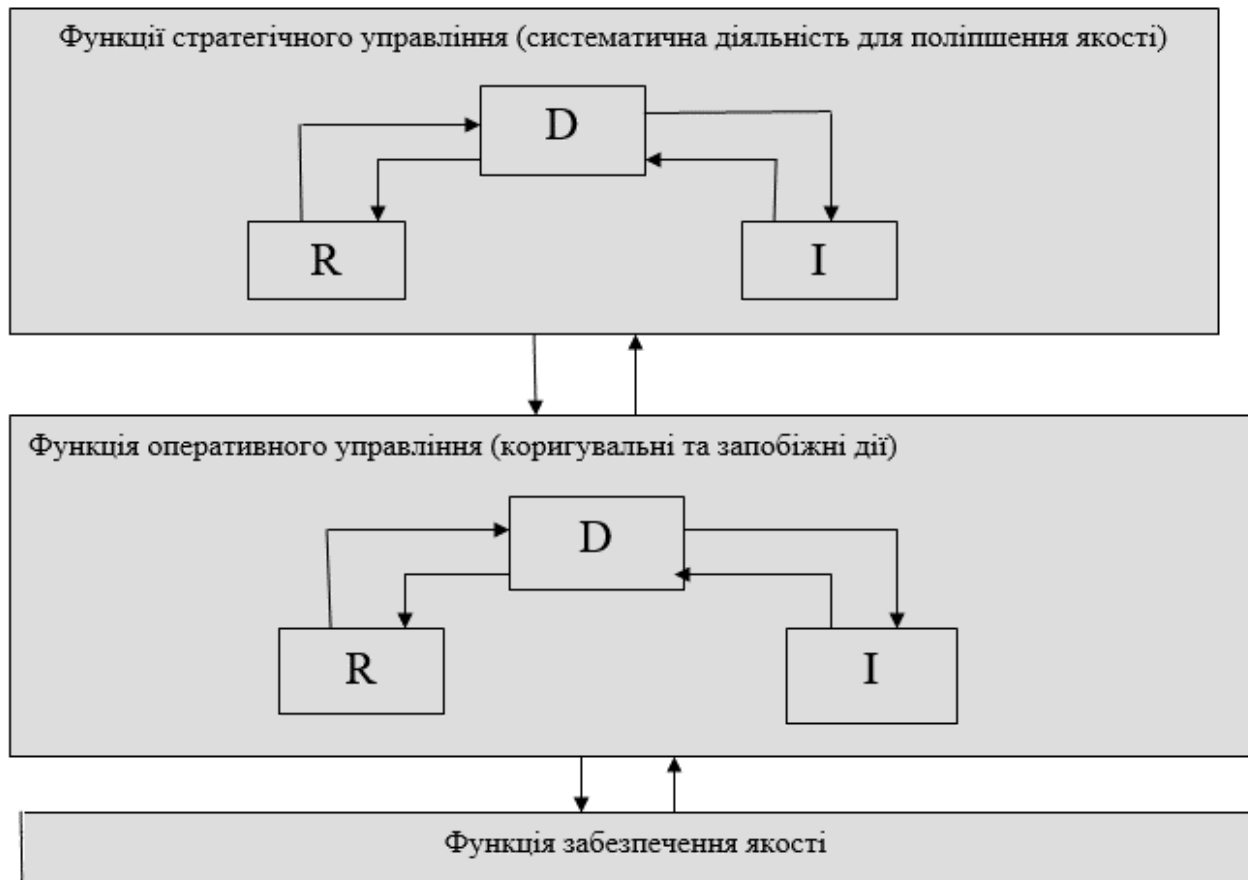 Функції стратегічного управління (систематична діяльність для поліпшення якості)
D
R
I
Функція оперативного управління (коригувальні та запобіжні дії)
D
R
I
Функція забезпечення якості